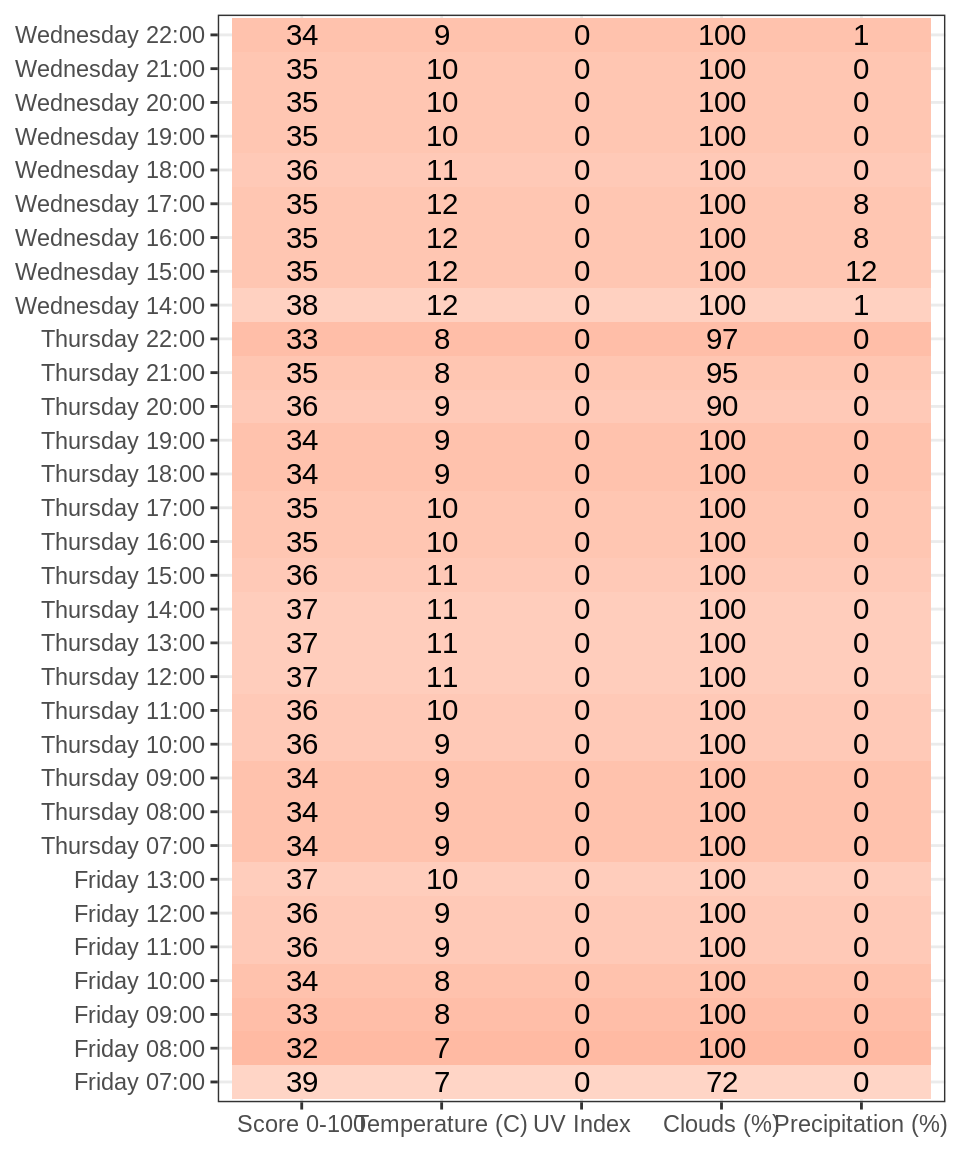 Wednesday 22:00 34 9 0 100 1
Wednesday 21:00 35 10 0 100 0
Wednesday 20:00 35 10 0 100 0
Wednesday 19:00 35 10 0 100 0
Wednesday 18:00 36 11 0 100 0
Wednesday 17:00 35 12 0 100 8
Wednesday 16:00 35 12 0 100 8
Wednesday 15:00 35 12 0 100 12
Wednesday 14:00 38 12 0 100 1
Thursday 22:00 33 8 0 97 0
Thursday 21:00 35 8 0 95 0
Thursday 20:00 36 9 0 90 0
Thursday 19:00 34 9 0 100 0
Thursday 18:00 34 9 0 100 0
Thursday 17:00 35 10 0 100 0
Thursday 16:00 35 10 0 100 0
Thursday 15:00 36 11 0 100 0
Thursday 14:00 37 11 0 100 0
Thursday 13:00 37 11 0 100 0
Thursday 12:00 37 11 0 100 0
Thursday 11:00 36 10 0 100 0
Thursday 10:00 36 9 0 100 0
Thursday 09:00 34 9 0 100 0
Thursday 08:00 34 9 0 100 0
Thursday 07:00 34 9 0 100 0
Friday 13:00 37 10 0 100 0
Friday 12:00 36 9 0 100 0
Friday 11:00 36 9 0 100 0
Friday 10:00 34 8 0 100 0
Friday 09:00 33 8 0 100 0
Friday 08:00 32 7 0 100 0
Friday 07:00 39 7 0 72 0
Score 0-100 Temperature (C) UV Index Clouds (%) Precipitation (%)